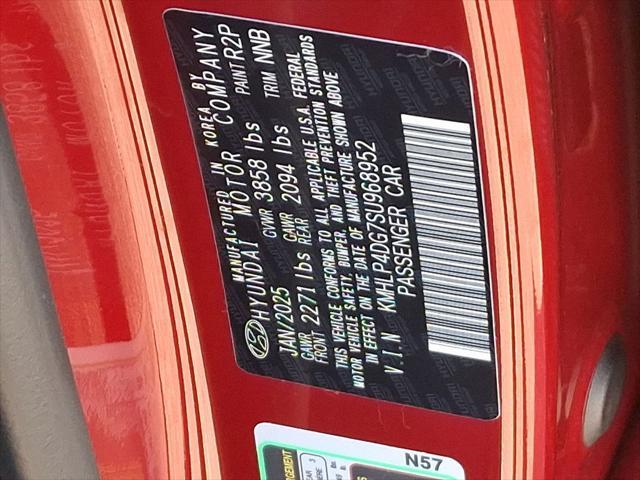 MANUFACTURED IN KOREA BY
HYUNDAI MOTOR COMPANY
JAN/2025 GVWR 3858 lbs PAINT R2P
GAWR FRONT 2271 lbs GAWR REAR 2094 lbs TRIM NNB
THIS VEHICLE CONFORMS TO ALL APPLICABLE U.S.A. FEDERAL
MOTOR VEHICLE SAFETY, BUMPER, AND THEFT PREVENTION STANDARDS
IN EFFECT ON THE DATE OF MANUFACTURE SHOWN ABOVE
V.I.N KMHLP4DG7SU968952
PASSENGER CAR
N57